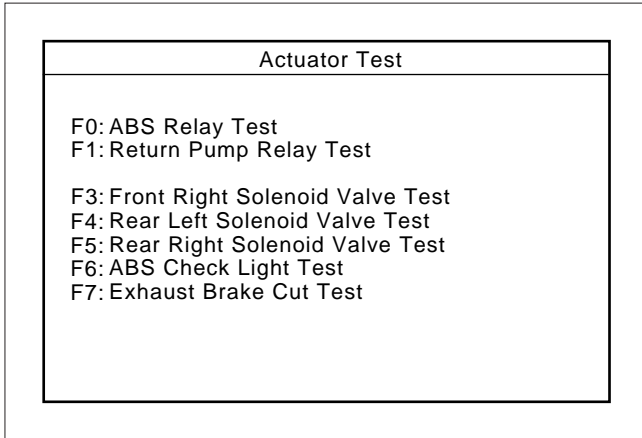 Actuator Test
F0: ABS Relay Test
F1: Return Pump Relay Test
F3: Front Right Solenoid Valve Test
F4: Rear Left Solenoid Valve Test
F5: Rear Right Solenoid Valve Test
F6: ABS Check Light Test
F7: Exhaust Brake Cut Test